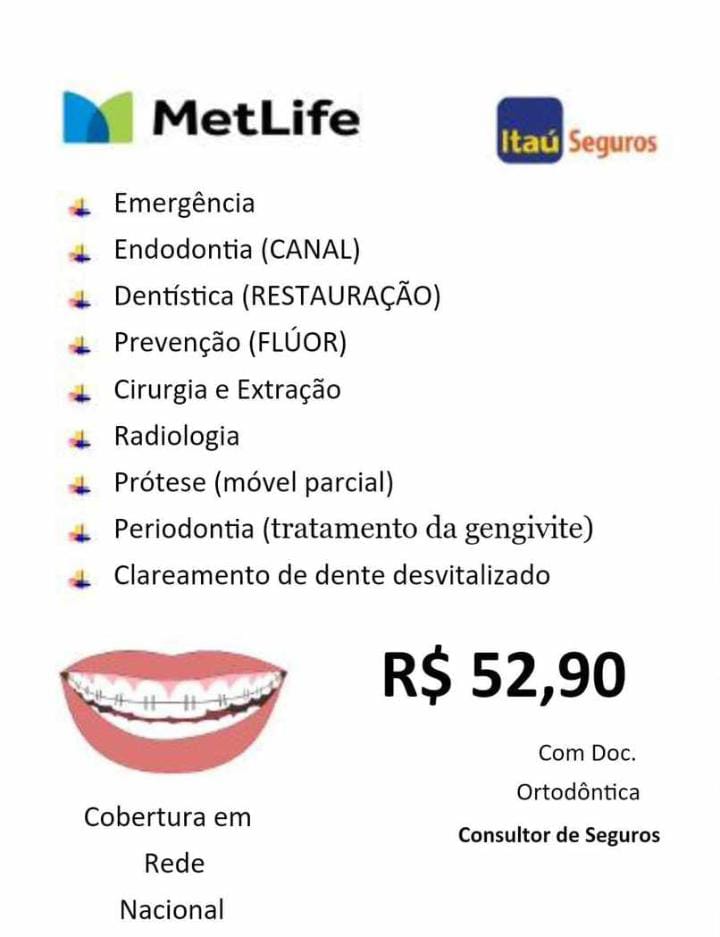 MetLife
Itaú Seguros
Emergência
Endodontia (CANAL)
Dentística (RESTAURAÇÃO)
Prevenção (FLÚOR)
Cirurgia e Extração
Radiologia
Prótese (móvel parcial)
Periodontia (tratamento da gengivite)
Clareamento de dente desvitalizado
R$ 52,90
Com Doc.
Ortodôntica
Consultor de Seguros
Cobertura em
Rede
Nacional